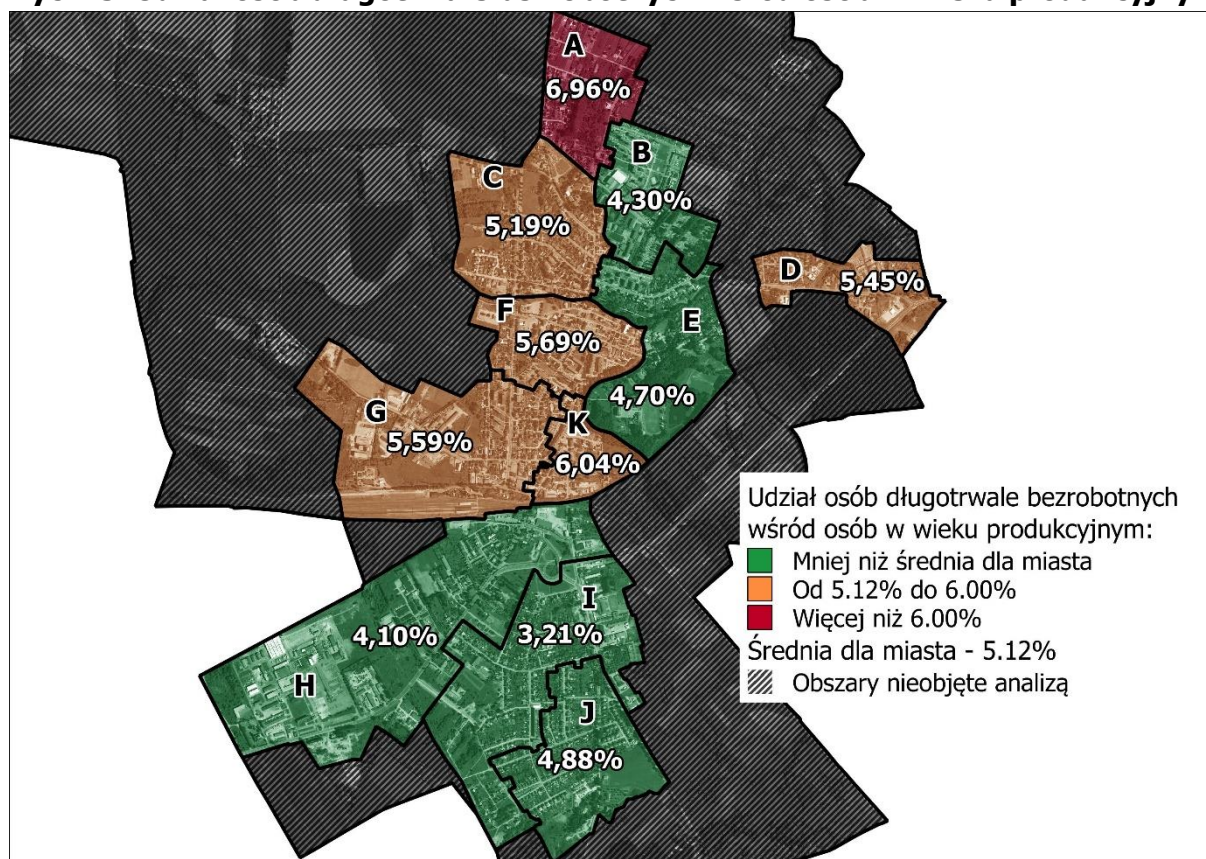 A
6,96%
B
4,30%
C
5,19%
D
5,45%
E
4,70%
F
5,69%
G
5,59%
K
6,04%
H
4,10%
I
3,21%
J
4,88%
Udział osób długotrwale bezrobotnych
wśród osób w wieku produkcyjnym:
Mniej niż średnia dla miasta
Od 5.12% do 6.00%
Więcej niż 6.00%
Średnia dla miasta - 5.12%
Obszary nieobjęte analizą